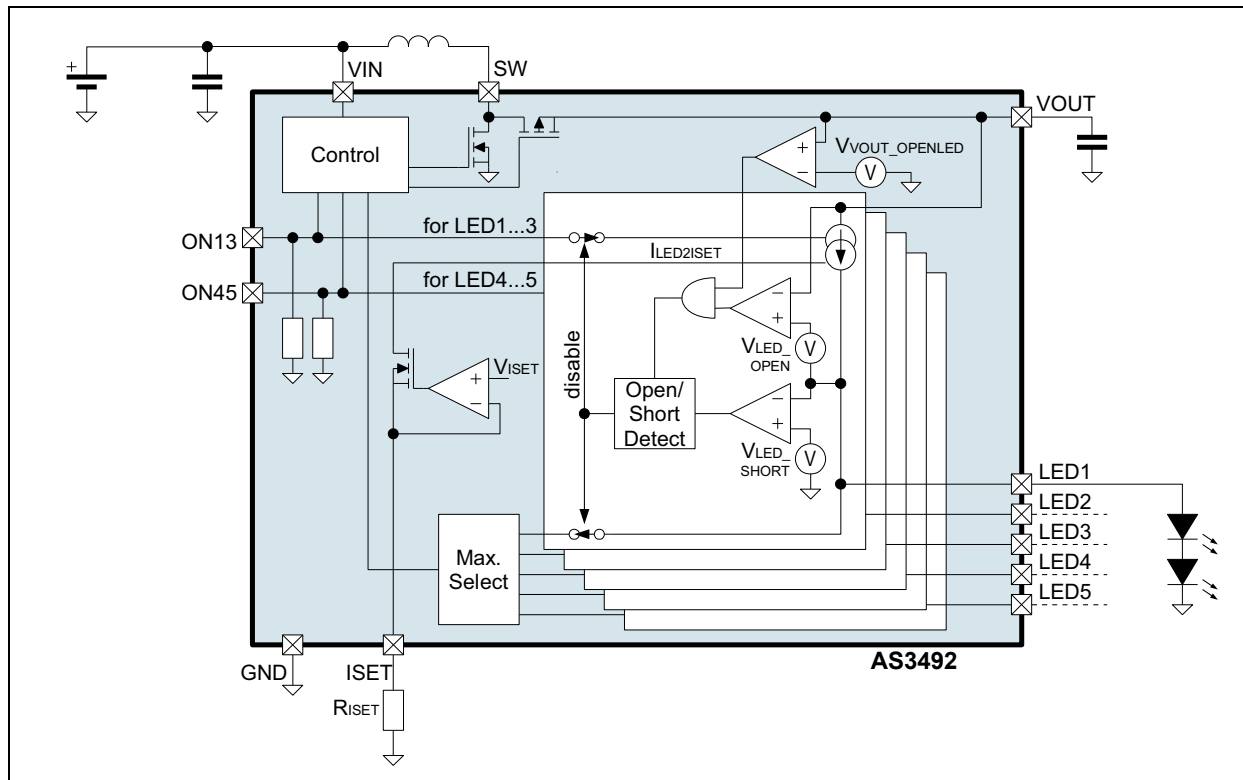 +
VIN
SW
VOUT
Control
+
−
VVOUT_OPENLED
V
ON13
for LED1...3
ILED2ISET
ON45
for LED4...5
−
+
VLED_
OPEN
V
disable
VISET
+
−
Open/
Short
Detect
−
+
VLED_
SHORT
V
LED1
LED2
LED3
LED4
LED5
Max.
Select
GND
ISET
AS3492
RISET